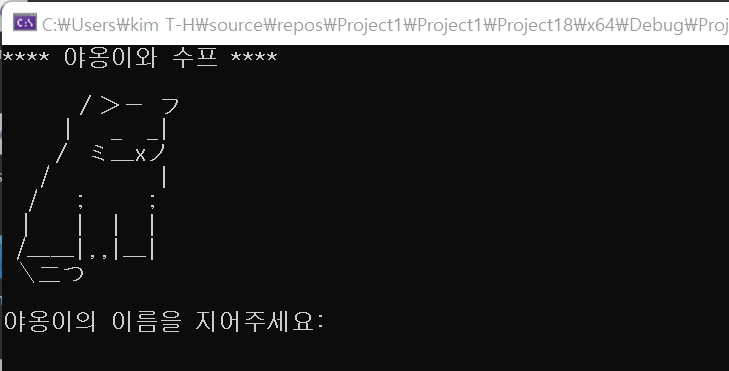 C:\Users\kim T-H\source\repos\Project1\Project1\Project18\x64\Debug\Proj
**** 야옹이와 수프 ****
      />ー  フ
     |   _  _|
    /  ミ＿xノ
   /         |
  /   ;     ;
 |    |  |  |
/＿＿|,,|＿|
\二つ
야옹이의 이름을 지어주세요: